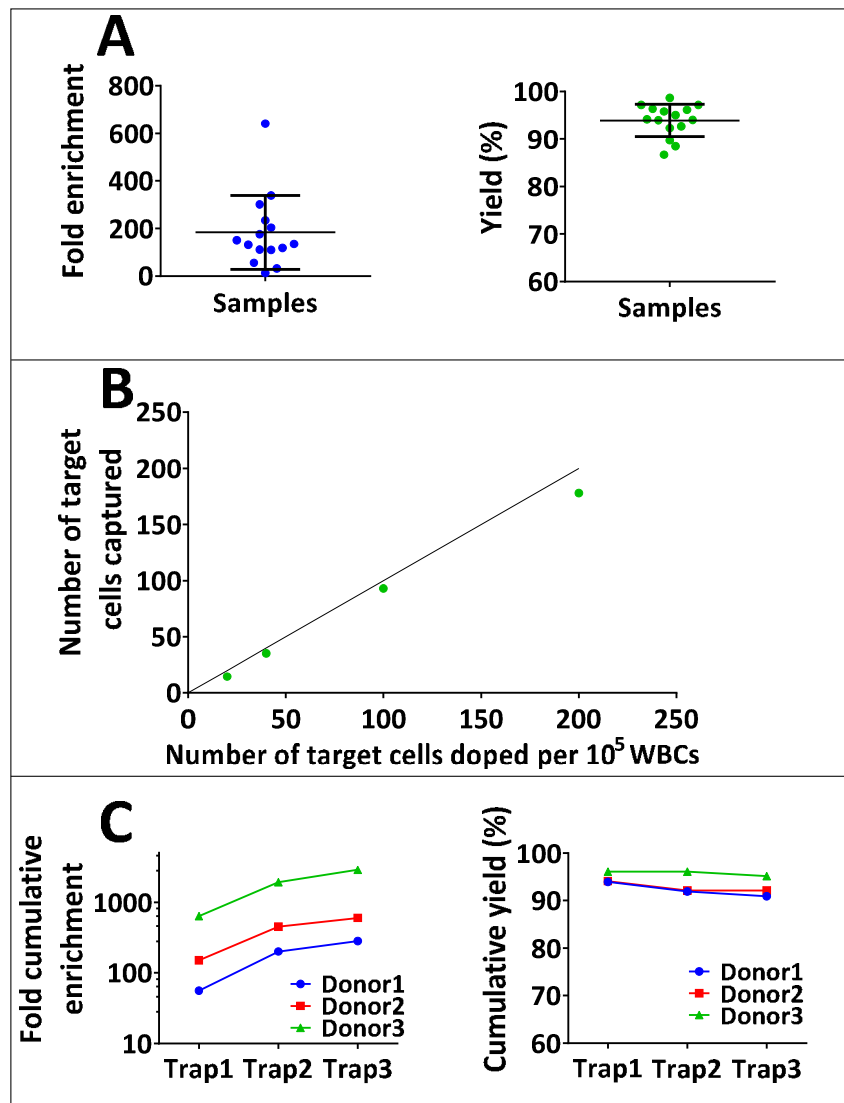 A
Fold enrichment
800
600
400
200
0
Samples
Yield (%)
100
90
80
70
60
Samples
B
Number of target
cells captured
250
200
150
100
50
0
0 50 100 150 200 250
Number of target cells doped per 10⁵ WBCs
C
Fold cumulative
enrichment
1000
100
10
Donor1
Donor2
Donor3
Trap1 Trap2 Trap3
Cumulative yield (%)
100
90
80
70
60
Donor1
Donor2
Donor3
Trap1 Trap2 Trap3